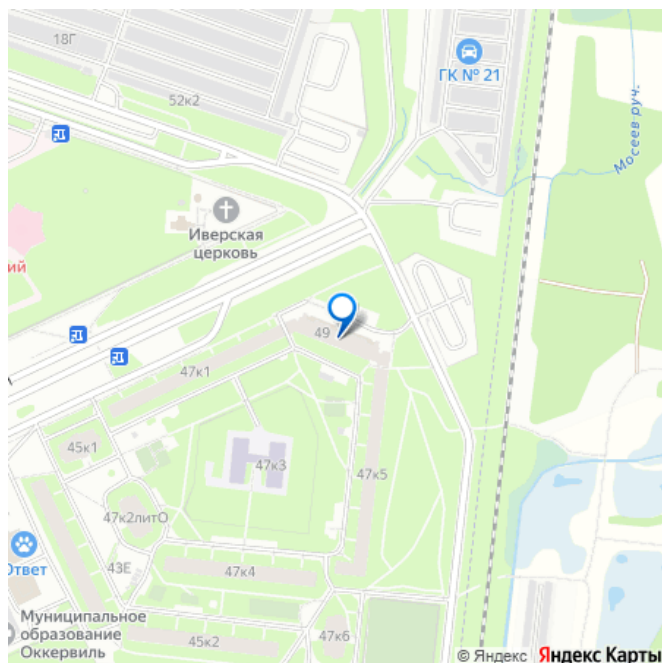 18Г
ГК № 21
52к2
Мосеев руч.
Иверская
церковь
ий
49
47к1
45к1
47к3
47к5
47к2литО
Ответ
43Е
47к4
Муниципальное
образование
Оккервиль
45к2
47к6
© Яндекс Яндекс Карты